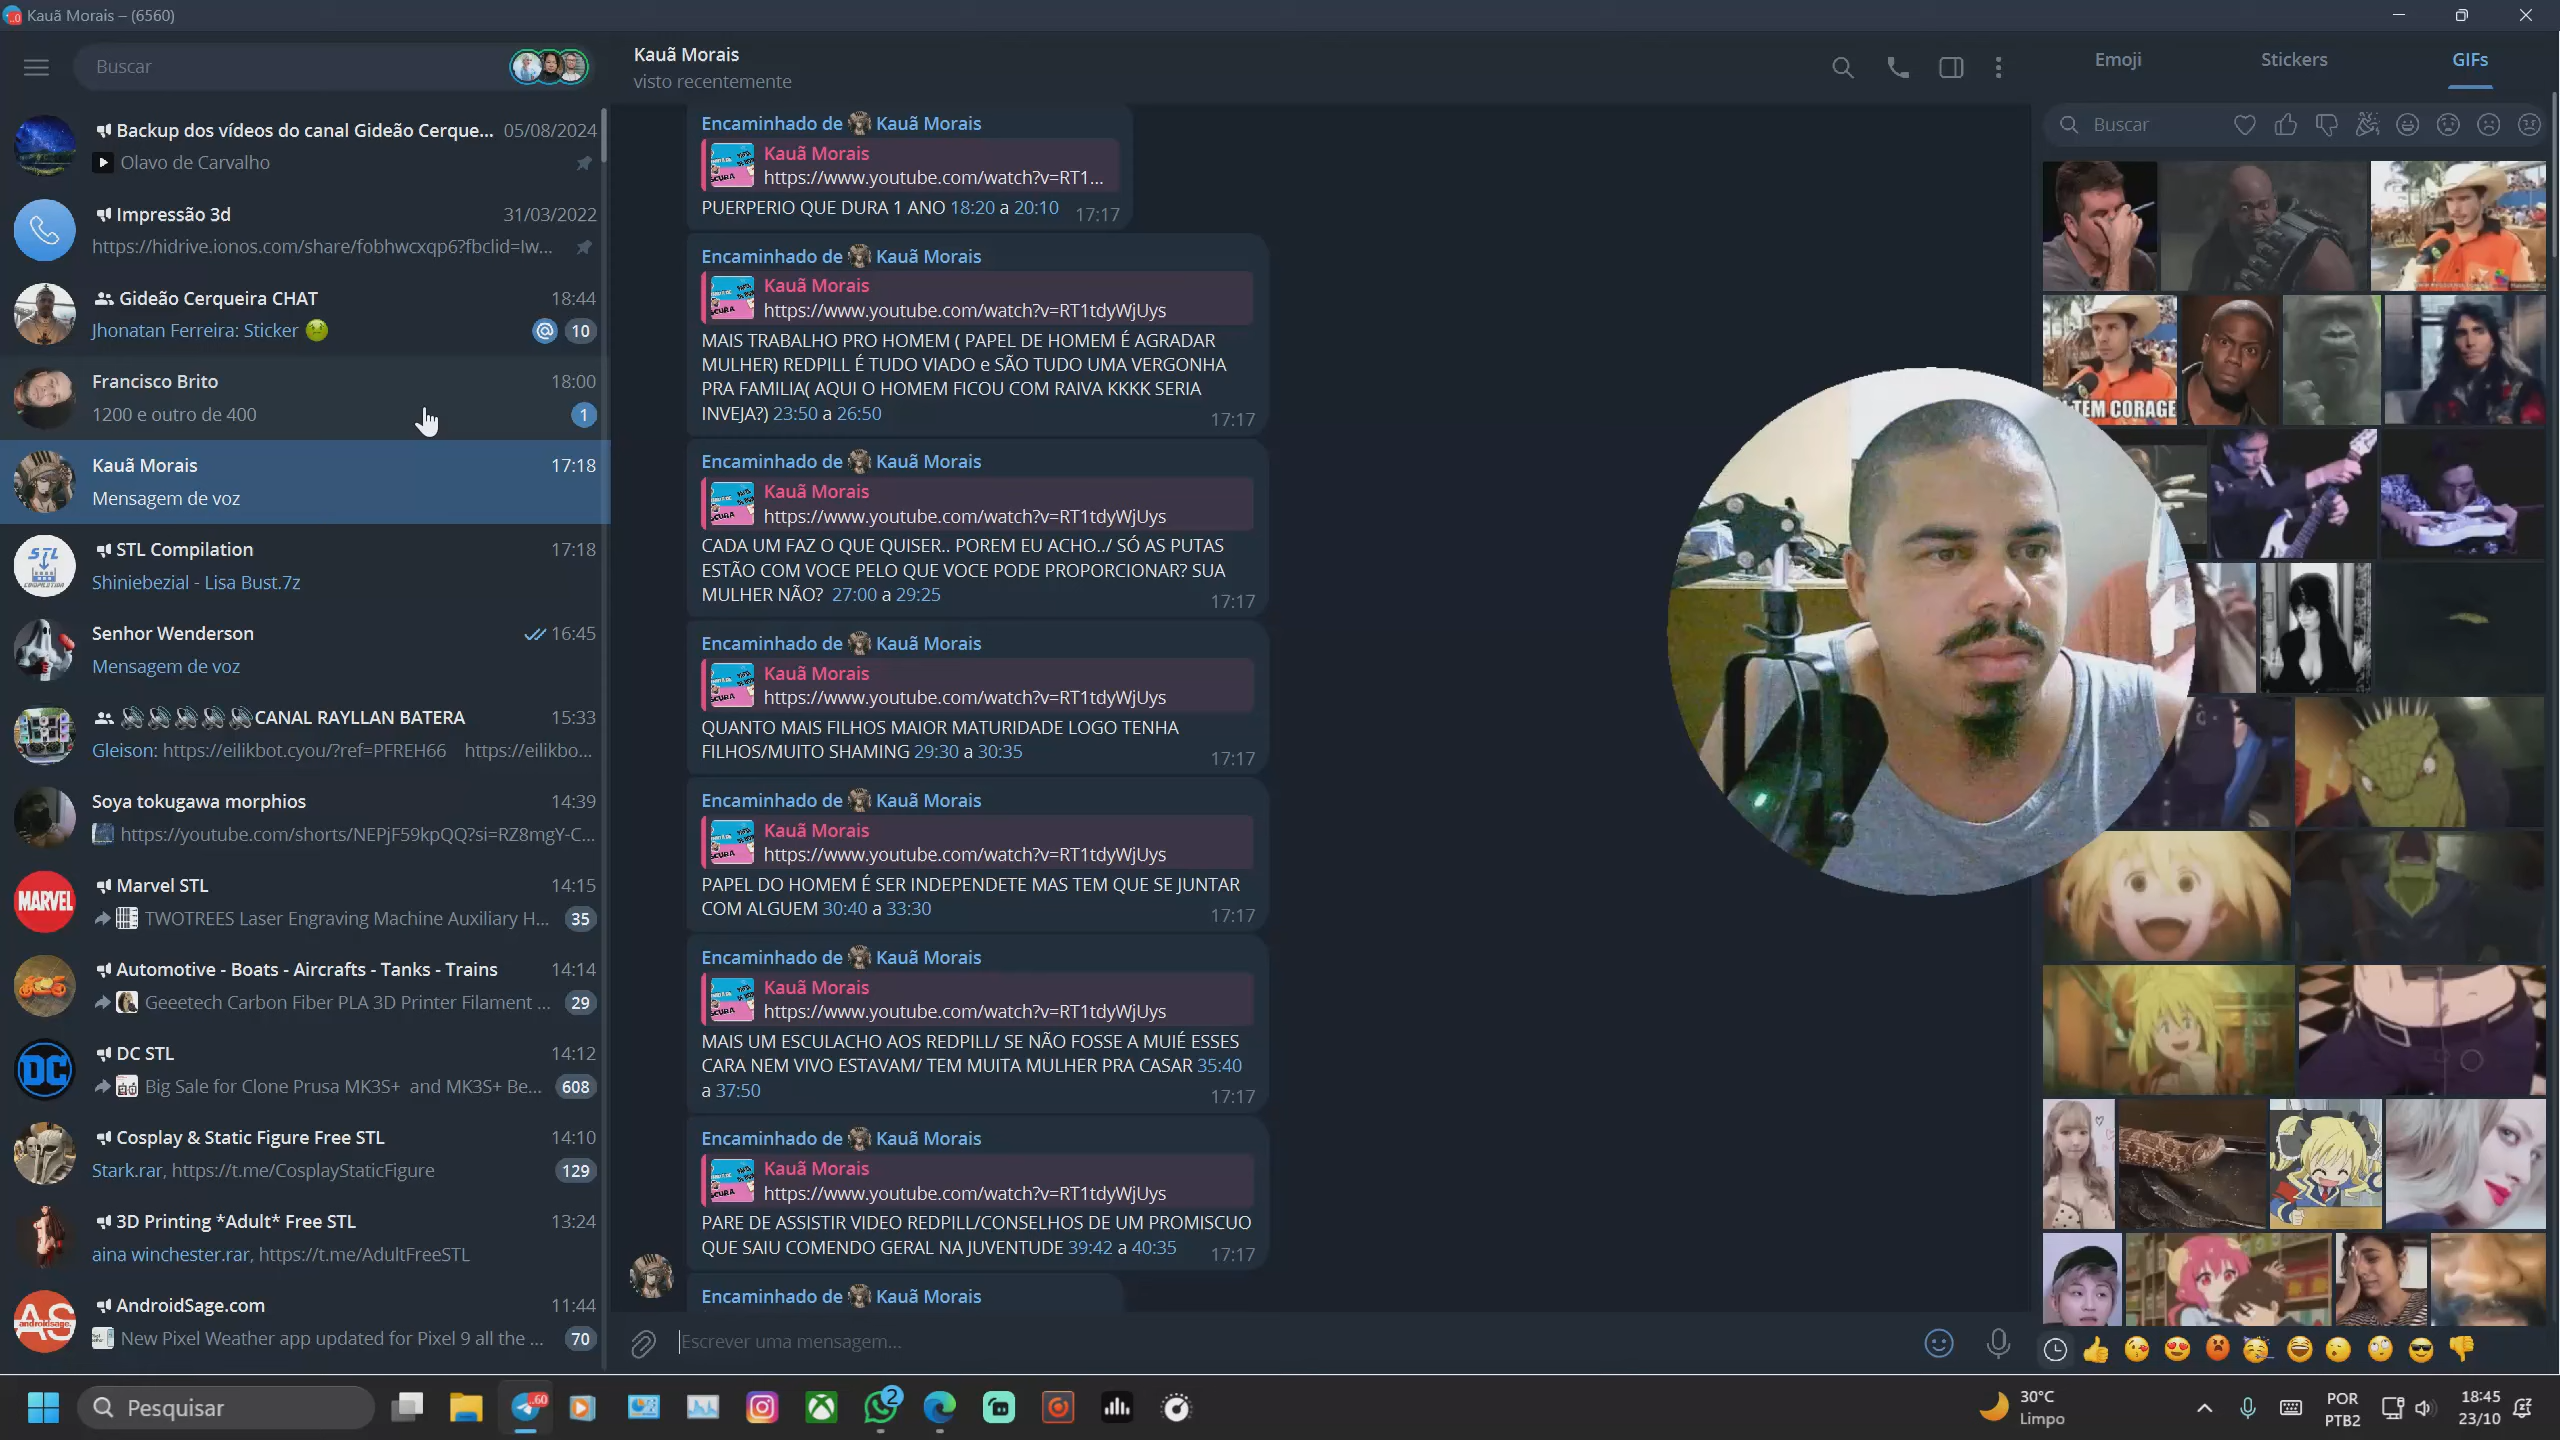 Kauã Morais – (6560)
Buscar
Backup dos vídeos do canal Gideão Cerque... 05/08/2024
Olavo de Carvalho
Impressão 3d 31/03/2022
https://hidrive.ionos.com/share/fobhwcxqp6?fbclid=Iw...
Gideão Cerqueira CHAT 18:44
Jhonatan Ferreira: Sticker 🤢 @ 10
Francisco Brito 18:00
1200 e outro de 400 1
Kauã Morais 17:18
Mensagem de voz
STL Compilation 17:18
Shiniebezial - Lisa Bust.7z
Senhor Wenderson 16:45
Mensagem de voz
🔊🔊🔊🔊🔊CANAL RAYLLAN BATERA 15:33
Gleison: https://eilikbot.cyou/?ref=PFREH66 https://eilikbo...
Soya tokugawa morphios 14:39
https://youtube.com/shorts/NEPjF59kpQQ?si=RZ8mgY-C...
MARVEL
Marvel STL 14:15
TWOTREES Laser Engraving Machine Auxiliary H... 35
Automotive - Boats - Aircrafts - Tanks - Trains 14:14
Geeetech Carbon Fiber PLA 3D Printer Filament ... 29
DC
DC STL 14:12
Big Sale for Clone Prusa MK3S+ and MK3S+ Be... 608
Cosplay & Static Figure Free STL 14:10
Stark.rar, https://t.me/CosplayStaticFigure 129
3D Printing *Adult* Free STL 13:24
aina winchester.rar, https://t.me/AdultFreeSTL
AS
AndroidSage.com 11:44
New Pixel Weather app updated for Pixel 9 all the ... 70
Kauã Morais
visto recentemente
Encaminhado de Kauã Morais
Kauã Morais
https://www.youtube.com/watch?v=RT1...
PUERPERIO QUE DURA 1 ANO 18:20 a 20:10 17:17
Encaminhado de Kauã Morais
Kauã Morais
https://www.youtube.com/watch?v=RT1tdyWjUys
MAIS TRABALHO PRO HOMEM ( PAPEL DE HOMEM É AGRADAR
MULHER) REDPILL É TUDO VIADO e SÃO TUDO UMA VERGONHA
PRA FAMILIA( AQUI O HOMEM FICOU COM RAIVA KKKK SERIA
INVEJA?) 23:50 a 26:50 17:17
Encaminhado de Kauã Morais
Kauã Morais
https://www.youtube.com/watch?v=RT1tdyWjUys
CADA UM FAZ O QUE QUISER.. POREM EU ACHO../ SÓ AS PUTAS
ESTÃO COM VOCE PELO QUE VOCE PODE PROPORCIONAR? SUA
MULHER NÃO? 27:00 a 29:25 17:17
Encaminhado de Kauã Morais
Kauã Morais
https://www.youtube.com/watch?v=RT1tdyWjUys
QUANTO MAIS FILHOS MAIOR MATURIDADE LOGO TENHA
FILHOS/MUITO SHAMING 29:30 a 30:35 17:17
Encaminhado de Kauã Morais
Kauã Morais
https://www.youtube.com/watch?v=RT1tdyWjUys
PAPEL DO HOMEM É SER INDEPENDETE MAS TEM QUE SE JUNTAR
COM ALGUEM 30:40 a 33:30 17:17
Encaminhado de Kauã Morais
Kauã Morais
https://www.youtube.com/watch?v=RT1tdyWjUys
MAIS UM ESCULACHO AOS REDPILL/ SE NÃO FOSSE A MUIÉ ESSES
CARA NEM VIVO ESTAVAM/ TEM MUITA MULHER PRA CASAR 35:40
a 37:50 17:17
Encaminhado de Kauã Morais
Kauã Morais
https://www.youtube.com/watch?v=RT1tdyWjUys
PARE DE ASSISTIR VIDEO REDPILL/CONSELHOS DE UM PROMISCUO
QUE SAIU COMENDO GERAL NA JUVENTUDE 39:42 a 40:35 17:17
Encaminhado de Kauã Morais
Escrever uma mensagem...
Emoji Stickers GIFs
Buscar
TEM CORAGE
Pesquisar
..60
2
30°C
Limpo
POR
PTB2
18:45
23/10